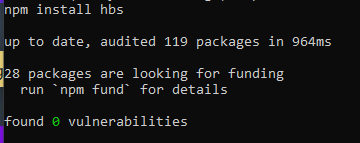 npm install hbs
up to date, audited 119 packages in 964ms
28 packages are looking for funding
run `npm fund` for details
found 0 vulnerabilities